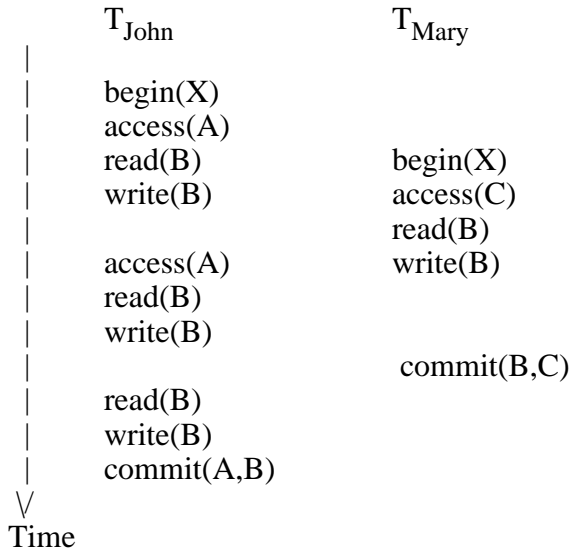 T_John T_Mary
begin(X)
access(A)
read(B) begin(X)
write(B) access(C)
read(B)
access(A) write(B)
read(B)
write(B)
commit(B,C)
read(B)
write(B)
commit(A,B)
Time